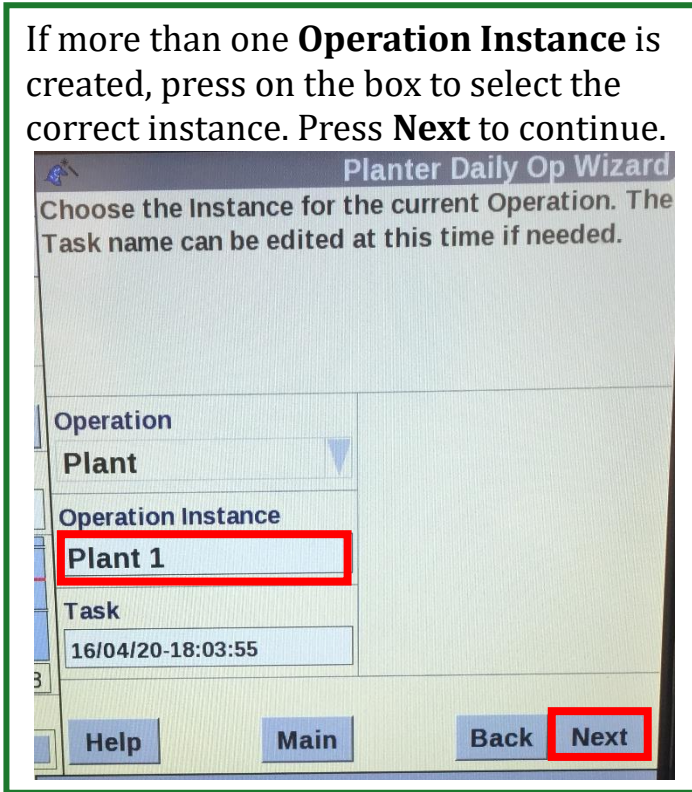 If more than one Operation Instance is
created, press on the box to select the
correct instance. Press Next to continue.
Planter Daily Op Wizard
Choose the Instance for the current Operation. The
Task name can be edited at this time if needed.
Operation
Plant
Operation Instance
Plant 1
Task
16/04/20-18:03:55
3
Help
Main
Back
Next